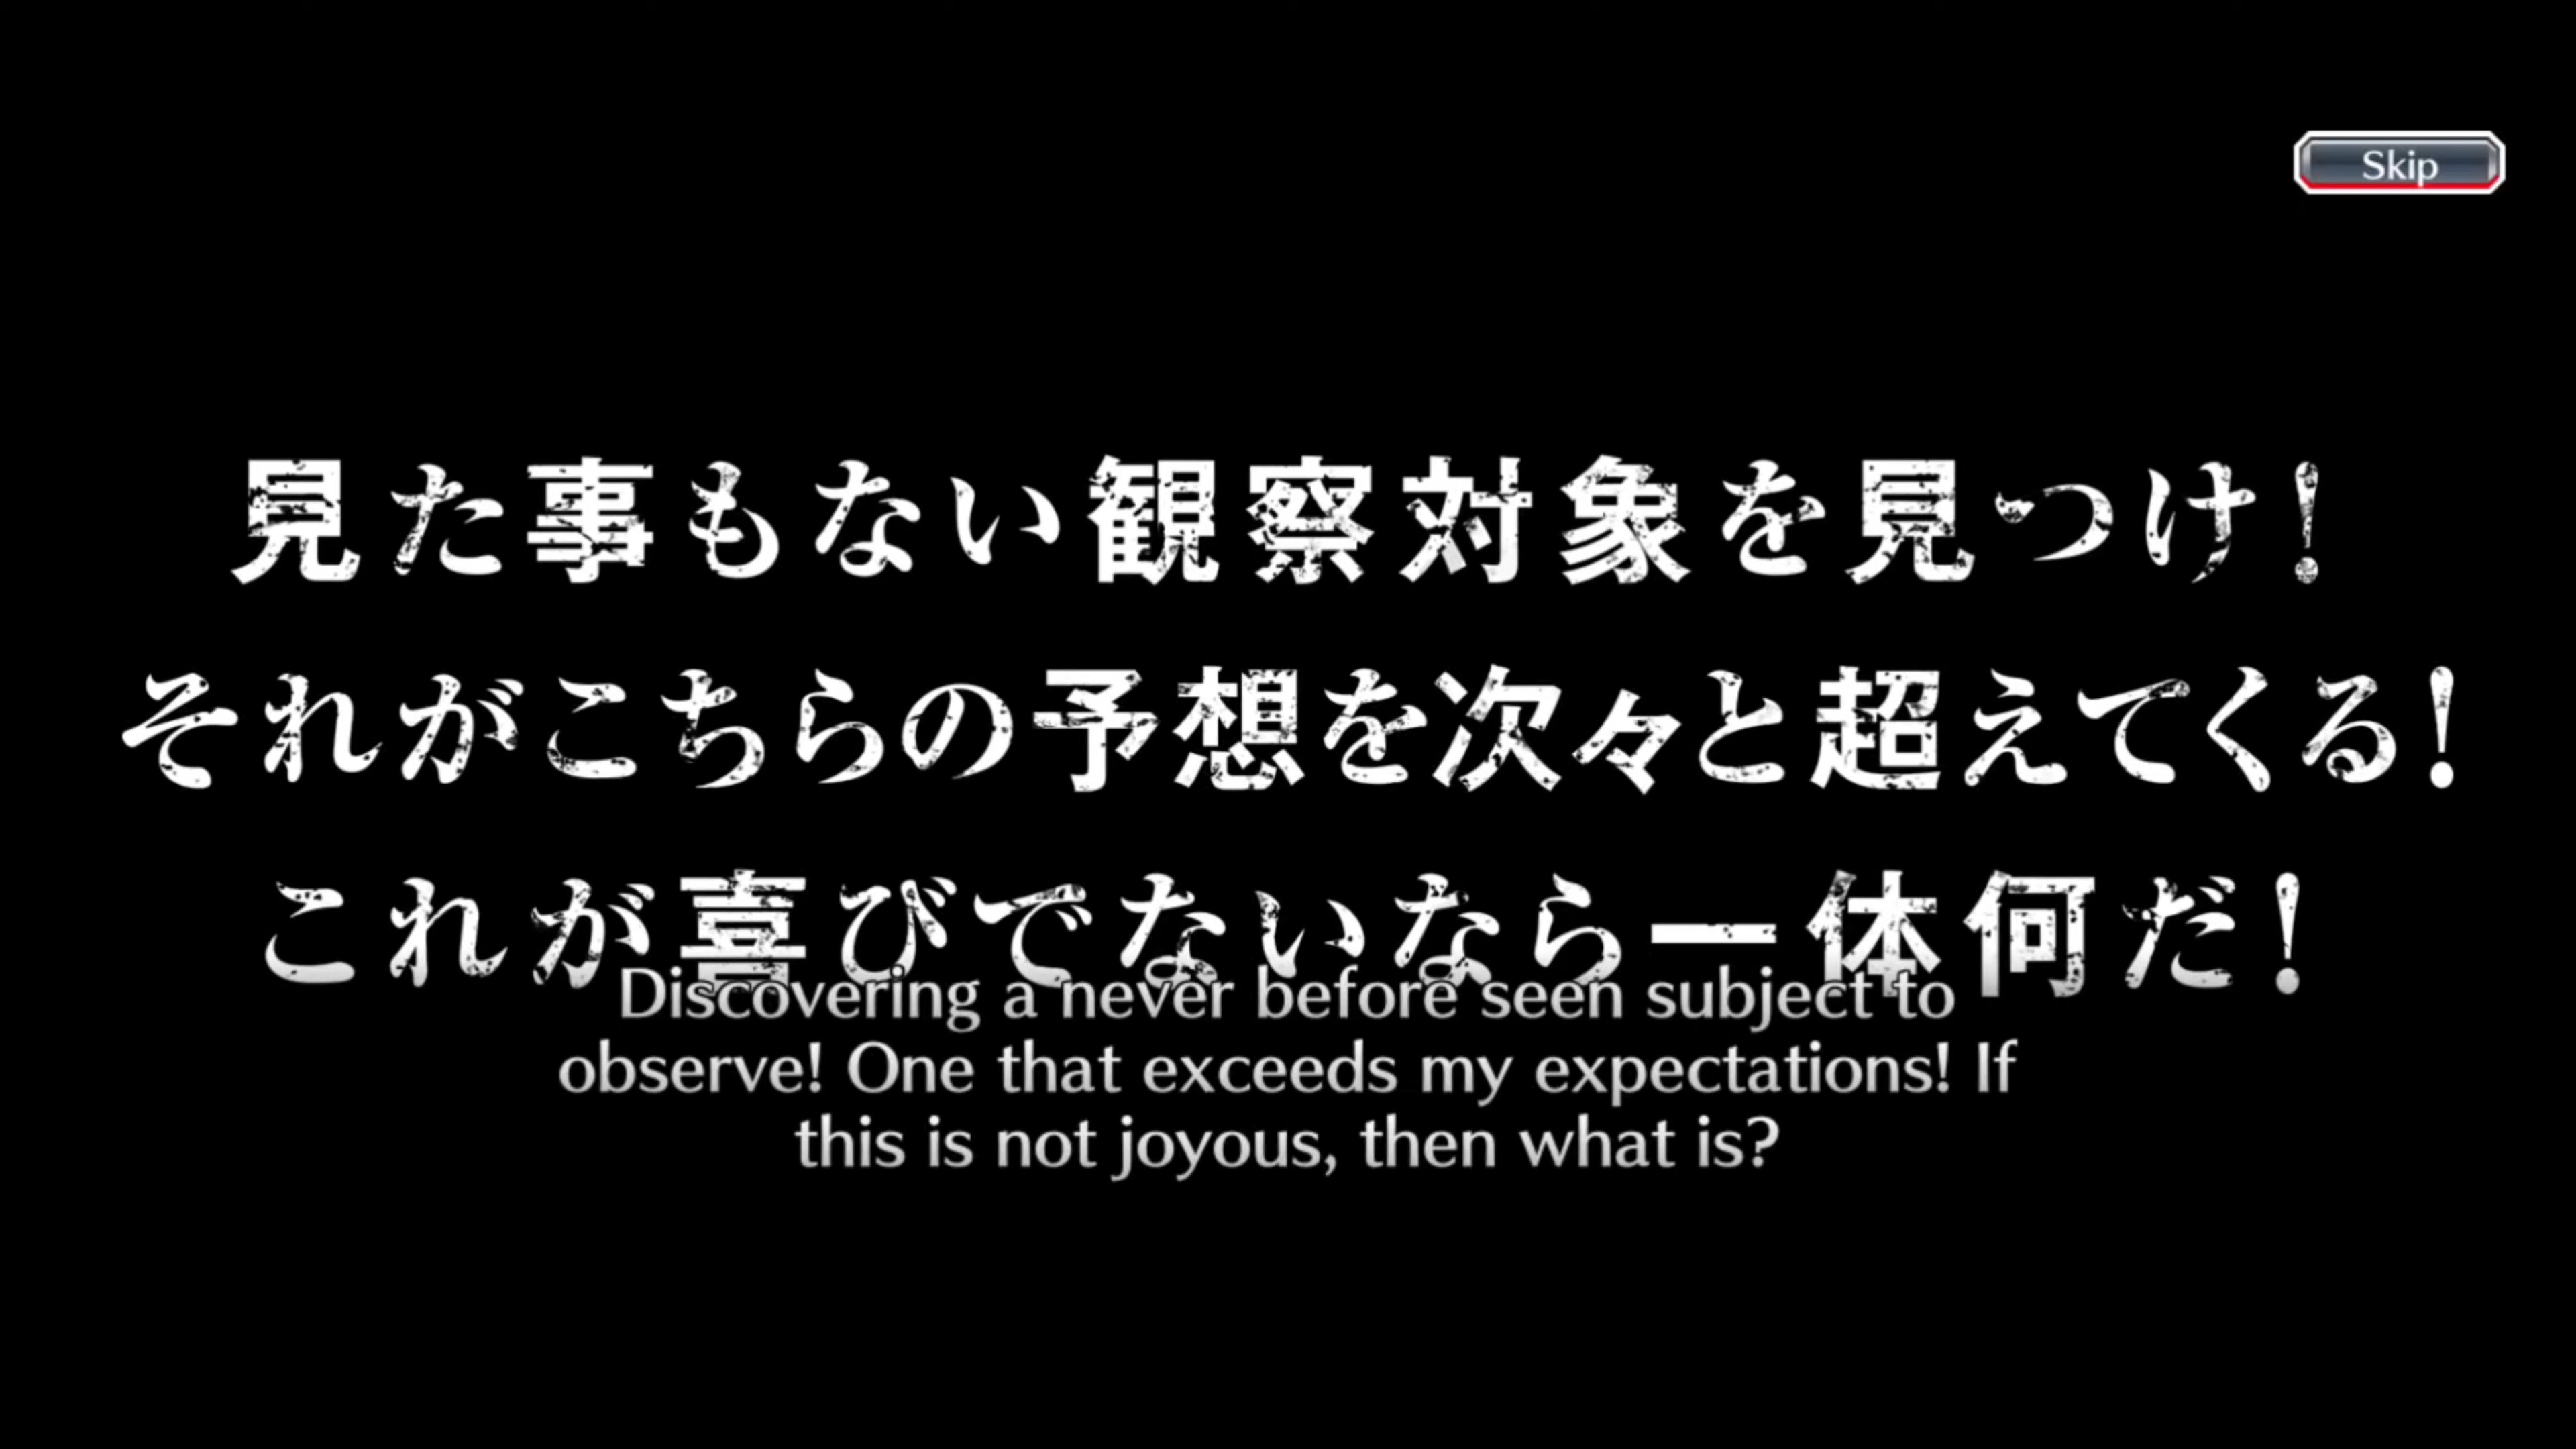 Skip
見た事もない観察対象を見つけ！
それがこちらの予想を次々と超えてくる！
これが喜びでないなら一体何だ！
Discovering a never before seen subject to
observe! One that exceeds my expectations! If
this is not joyous, then what is?